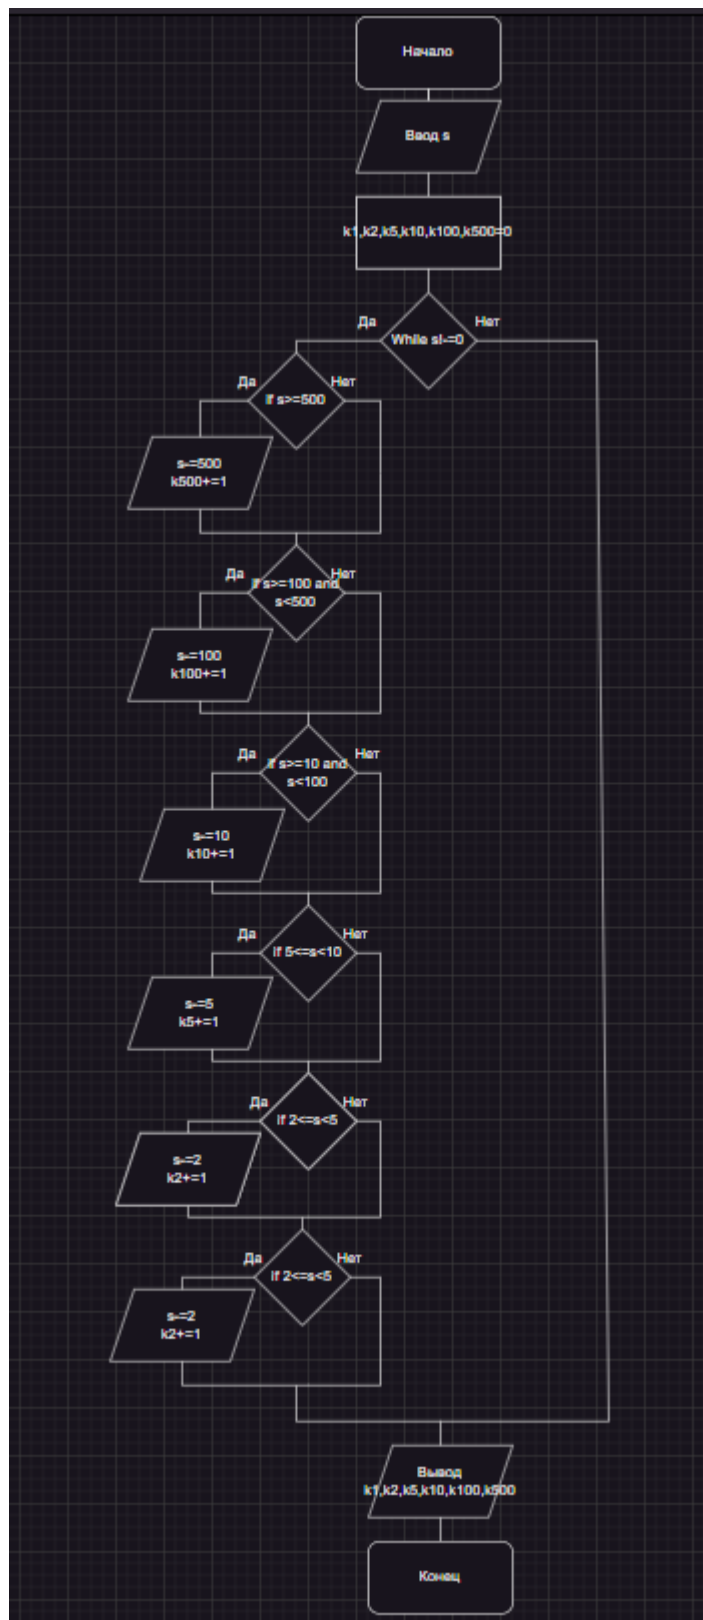 Начало
Ввод s
k1,k2,k5,k10,k100,k500=0
Да
Нет
While s!-=0
Да
Нет
If s>=500
s-=500
k500+=1
Да
Нет
If s>=100 and
s<500
s-=100
k100+=1
Да
Нет
If s>=10 and
s<100
s-=10
k10+=1
Да
Нет
If 5<=s<10
s-=5
k5+=1
Да
Нет
If 2<=s<5
s-=2
k2+=1
Да
Нет
If 2<=s<5
s-=2
k2+=1
Вывод
k1,k2,k5,k10,k100,k500
Конец